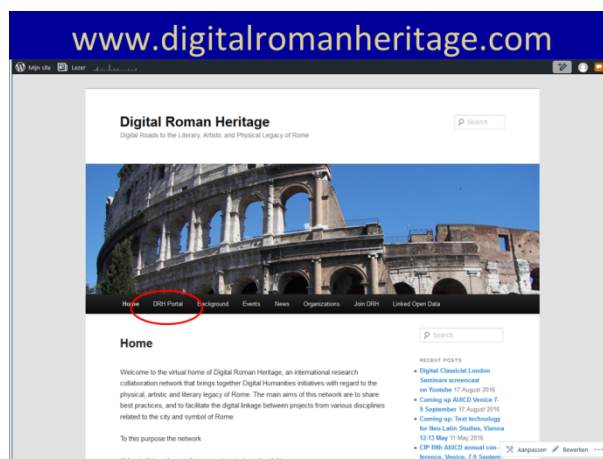 www.digitalromanheritage.com
Mijn site Lezer
Digital Roman Heritage
Digital Roads to the Literary, Artistic and Physical Legacy of Rome
Search
Home DRH Portal Background Events News Organizations Join DRH Linked Open Data
Home
Welcome to the virtual home of Digital Roman Heritage, an international research
collaboration network that brings together Digital Humanities initiatives with regard to the
physical, artistic and literary legacy of Rome. The main aims of this network are to share
best practices, and to facilitate the digital linkage between projects from various disciplines
related to the city and symbol of Rome.
To this purpose the network
Search
RECENT POSTS
Digital Classicist London
Seminars screencast
on Youtube 17 August 2016
Coming up AIUCD Venice 7-
9 September 17 August 2016
Coming up: Text technology
for Neo-Latin Studies, Vienna
12-13 May 11 May 2016
CfP fifth AIUCD annual con-
ference, Venice, 7-9 Septem-
Aanpassen Bewerken ...